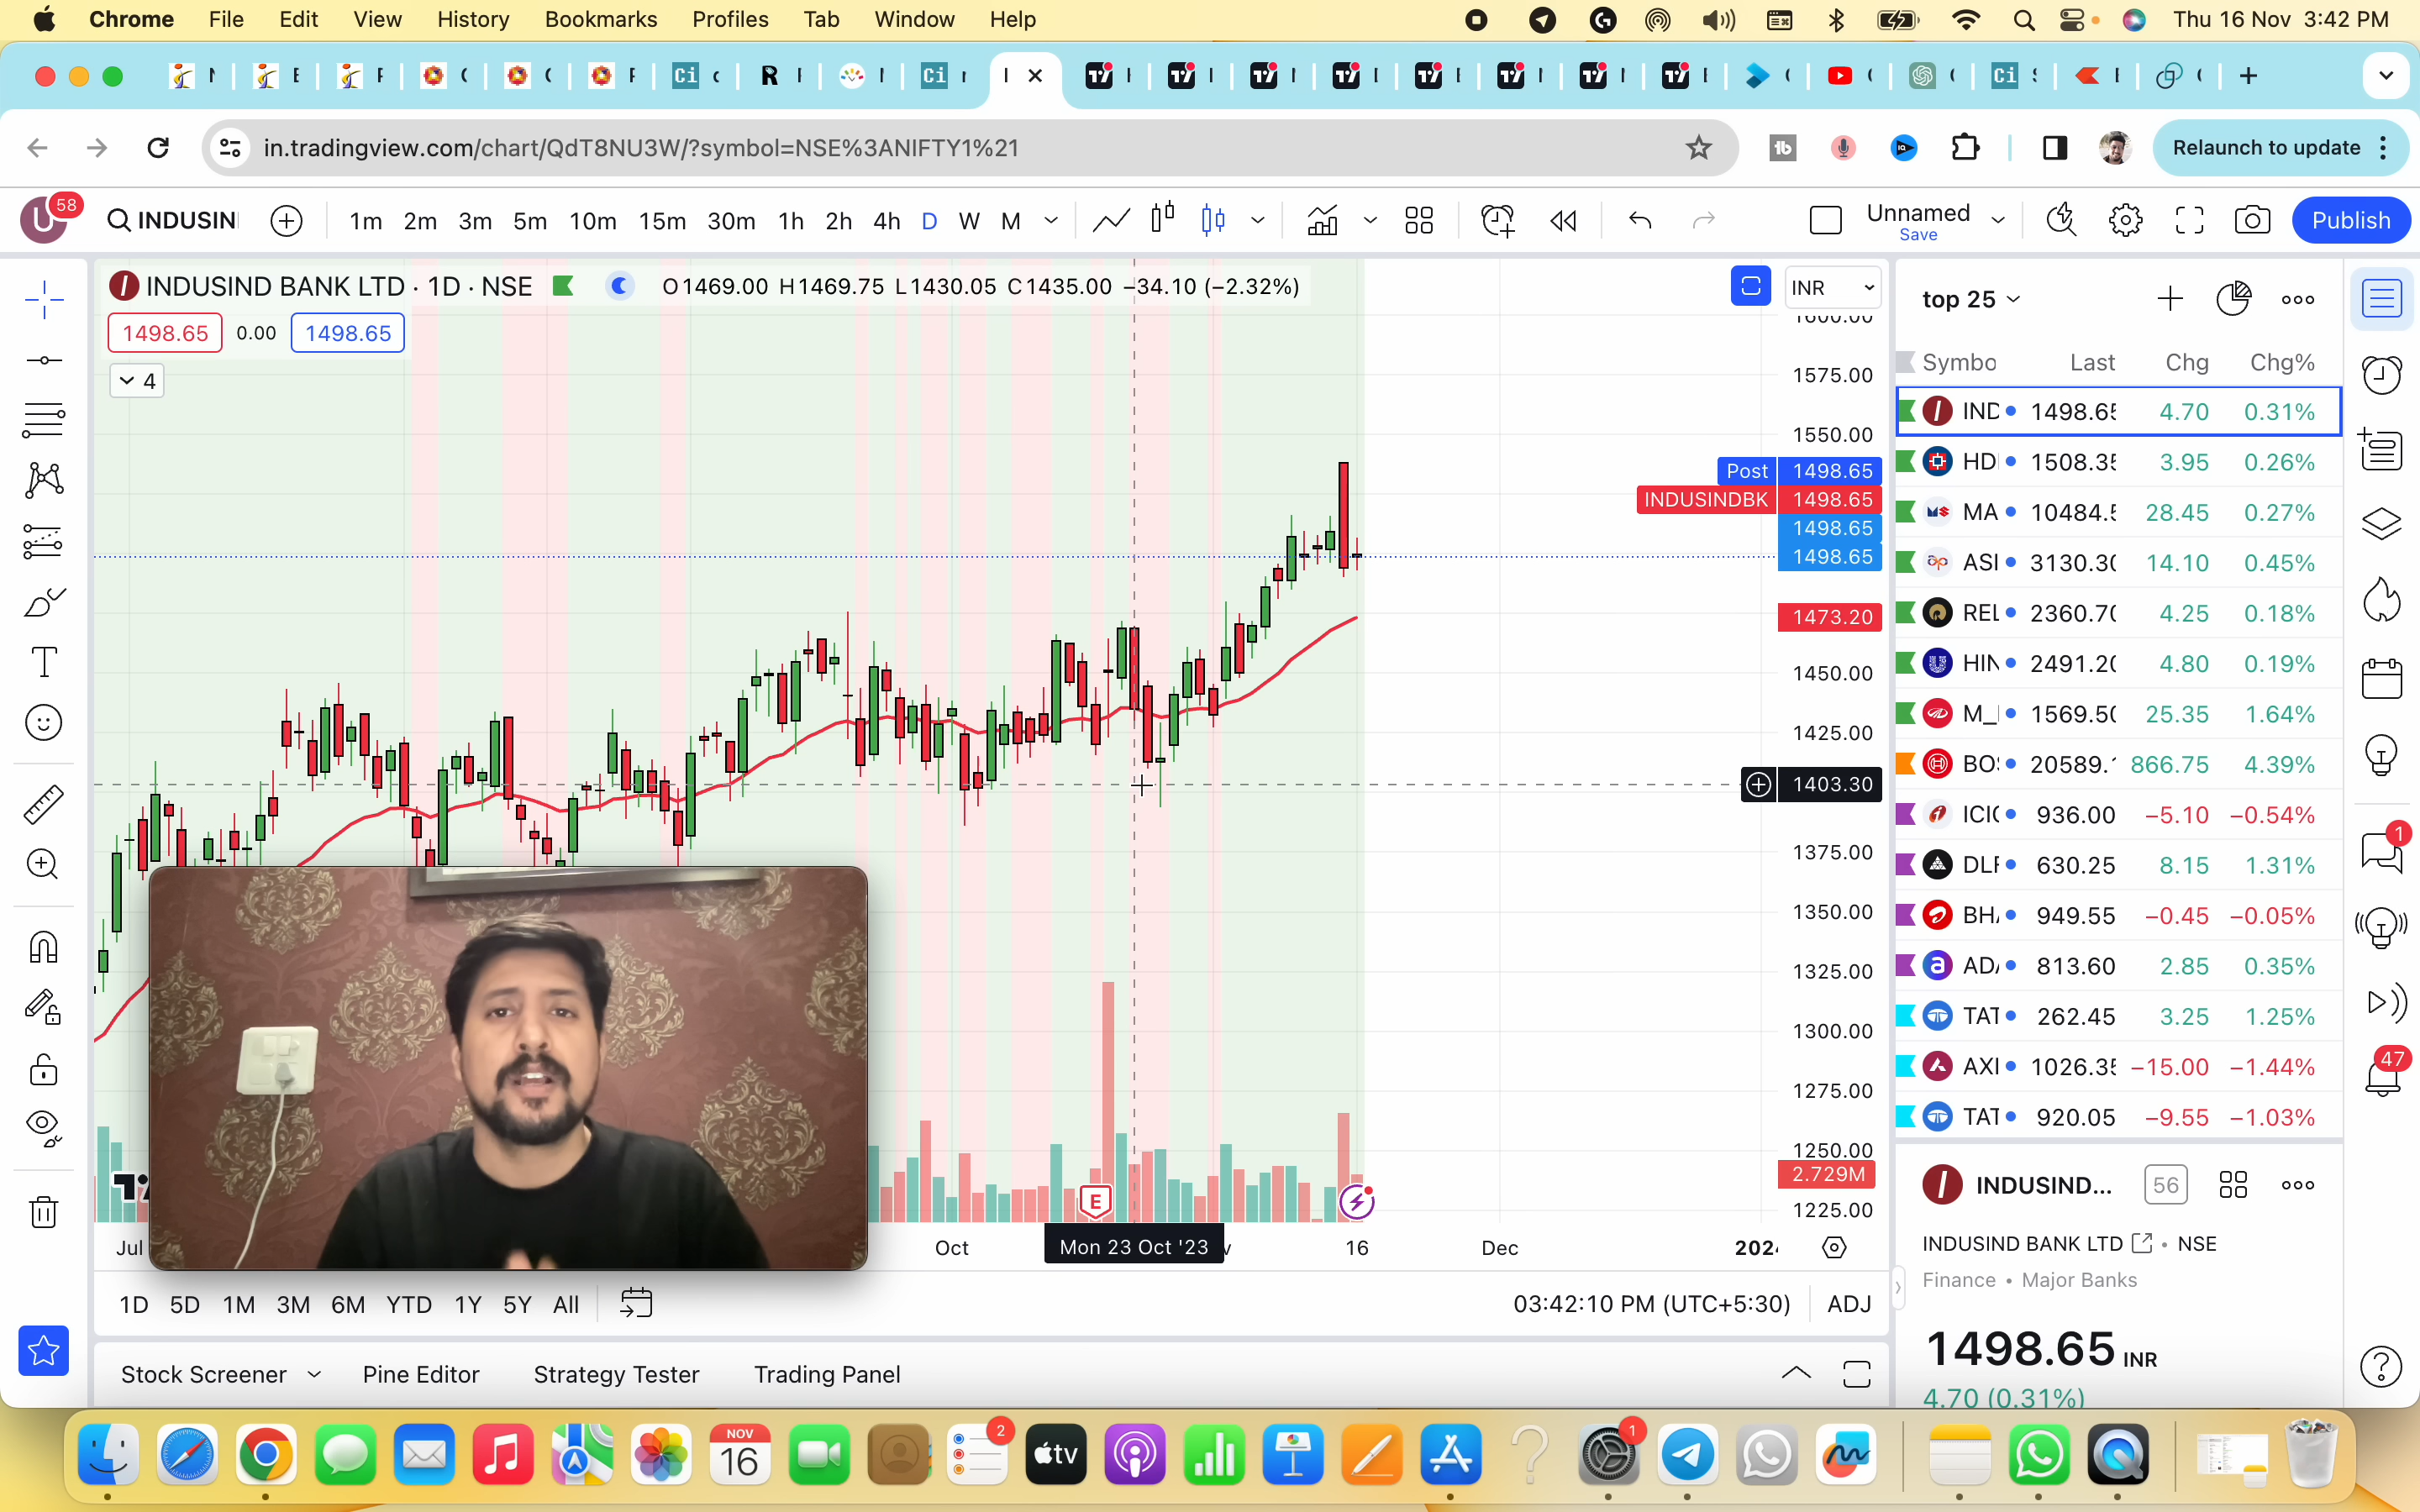 Chrome File Edit View History Bookmarks Profiles Tab Window Help Thu 16 Nov 3:42 PM
in.tradingview.com/chart/QdT8NU3W/?symbol=NSE%3ANIFTY1%21
Relaunch to update
U 58 INDUSIN 1m 2m 3m 5m 10m 15m 30m 1h 2h 4h D W M Unnamed Save Publish
INDUSIND BANK LTD · 1D · NSE O1469.00 H1469.75 L1430.05 C1435.00 −34.10 (−2.32%)
INR
1498.65 0.00 1498.65
4
1600.00
1575.00
1550.00
Post 1498.65
INDUSINDBK 1498.65
1498.65
1498.65
1473.20
1450.00
1425.00
1403.30
1375.00
1350.00
1325.00
1300.00
1275.00
1250.00
2.729M
1225.00
E
Jul Oct Mon 23 Oct '23 16 Dec 202
1D 5D 1M 3M 6M YTD 1Y 5Y All 03:42:10 PM (UTC+5:30) ADJ
Stock Screener Pine Editor Strategy Tester Trading Panel
top 25
Symbo Last Chg Chg%
IND 1498.65 4.70 0.31%
HD 1508.35 3.95 0.26%
MA 10484.5 28.45 0.27%
ASI 3130.30 14.10 0.45%
REL 2360.70 4.25 0.18%
HIN 2491.20 4.80 0.19%
M_ 1569.50 25.35 1.64%
BO 20589. 866.75 4.39%
ICIC 936.00 −5.10 −0.54%
DLF 630.25 8.15 1.31%
BH 949.55 −0.45 −0.05%
AD 813.60 2.85 0.35%
TAT 262.45 3.25 1.25%
AXI 1026.35 −15.00 −1.44%
TAT 920.05 −9.55 −1.03%
INDUSIND... 56
INDUSIND BANK LTD • NSE
Finance • Major Banks
1498.65 INR
4.70 (0.31%)
1
47
NOV
16
2
tv
1